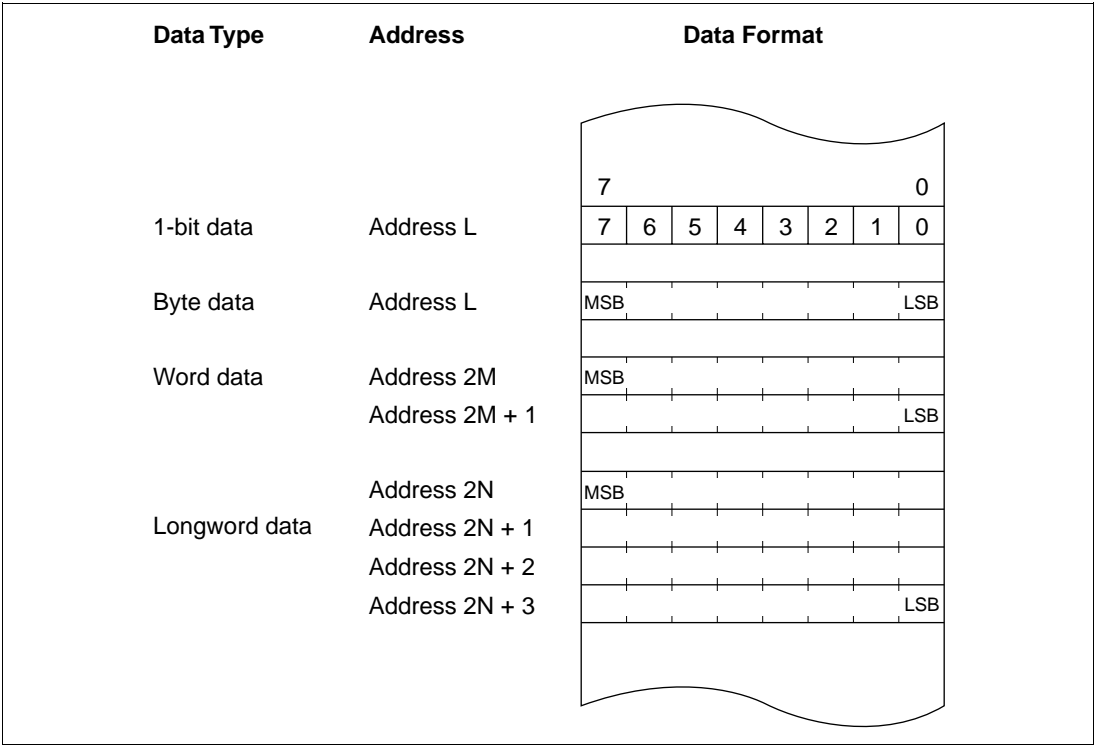 Data Type Address Data Format
7 0
1-bit data Address L 7 6 5 4 3 2 1 0
Byte data Address L MSB LSB
Word data Address 2M MSB
Address 2M + 1 LSB
Address 2N MSB
Longword data Address 2N + 1
Address 2N + 2
Address 2N + 3 LSB